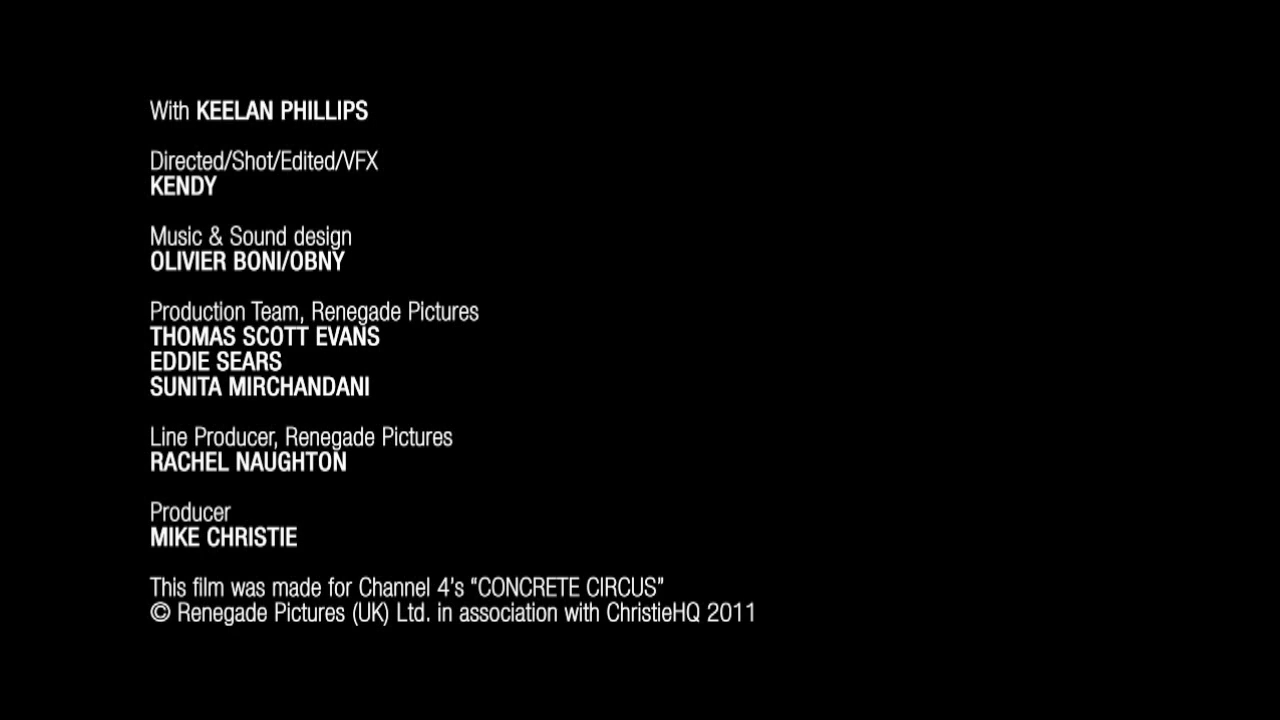 With KEELAN PHILLIPS
Directed/Shot/Edited/VFX
KENDY
Music & Sound design
OLIVIER BONI/OBNY
Production Team, Renegade Pictures
THOMAS SCOTT EVANS
EDDIE SEARS
SUNITA MIRCHANDANI
Line Producer, Renegade Pictures
RACHEL NAUGHTON
Producer
MIKE CHRISTIE
This film was made for Channel 4's “CONCRETE CIRCUS”
© Renegade Pictures (UK) Ltd. in association with ChristieHQ 2011